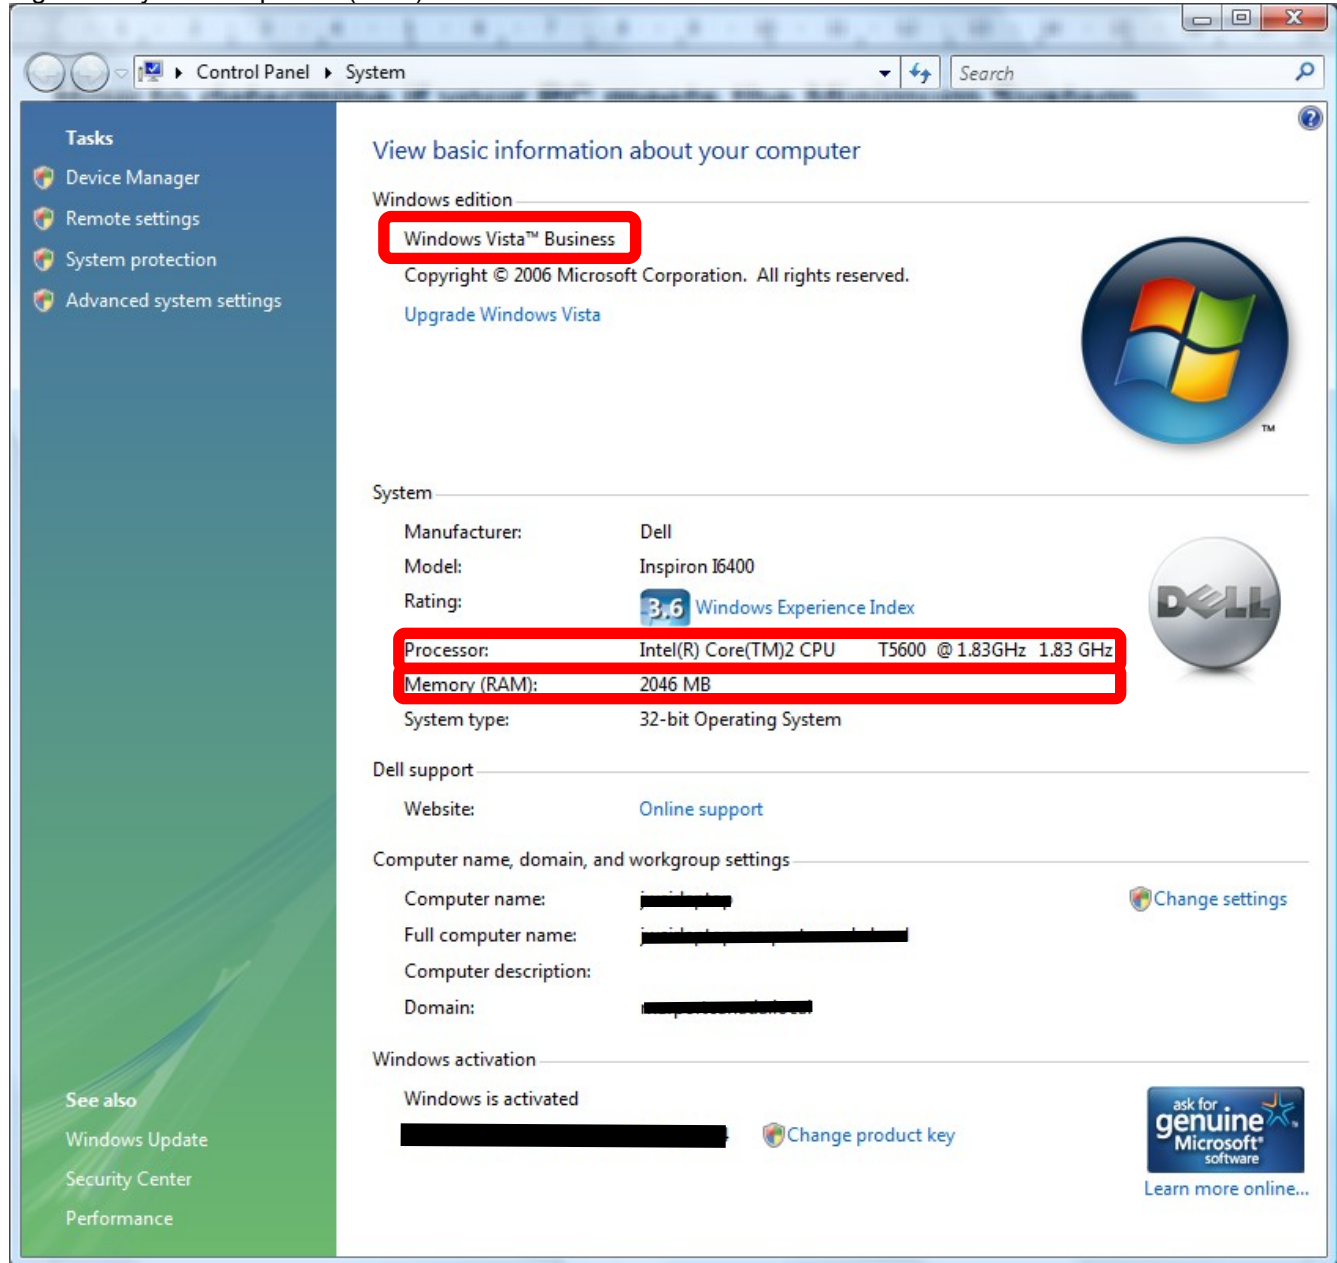 Control Panel ▸ System
Search
Tasks
Device Manager
Remote settings
System protection
Advanced system settings
See also
Windows Update
Security Center
Performance
View basic information about your computer
Windows edition
Windows Vista™ Business
Copyright © 2006 Microsoft Corporation. All rights reserved.
Upgrade Windows Vista
TM
System
Manufacturer: Dell
Model: Inspiron I6400
Rating: 3,6 Windows Experience Index
DELL
Processor: Intel(R) Core(TM)2 CPU T5600 @ 1.83GHz 1.83 GHz
Memory (RAM): 2046 MB
System type: 32-bit Operating System
Dell support
Website: Online support
Computer name, domain, and workgroup settings
Computer name:
Change settings
Full computer name:
Computer description:
Domain:
Windows activation
Windows is activated
Change product key
ask for
genuine
Microsoft®
software
Learn more online...